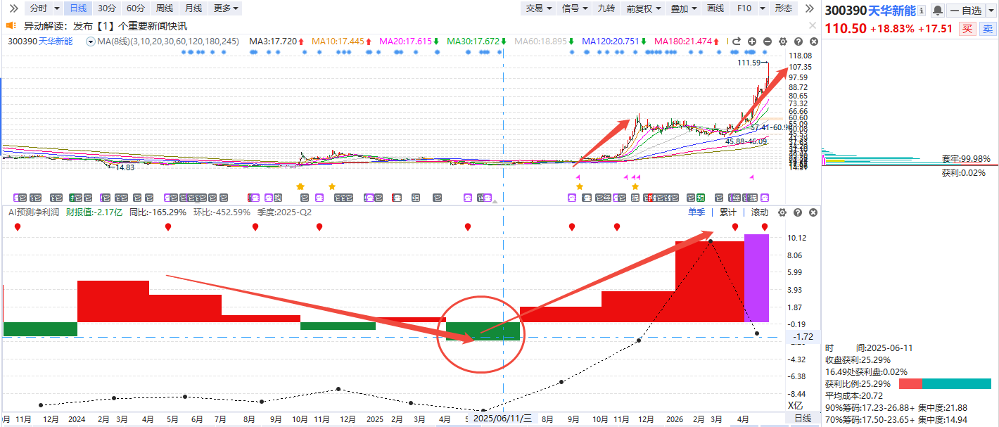 分时 日线 30分 60分 周线 月线 更多 交易 信号 九转 前复权 叠加 画线 F10 形态
300390 天华新能 自选
110.50 +18.83% +17.51 买 卖
异动解读：发布【1】个重要新闻快讯
300390 天华新能 MA(8线)(3,10,20,30,60,120,180,245) MA3:17.720 MA10:17.445 MA20:17.615 MA30:17.672 MA60:18.895 MA120:20.751 MA180:21.474
118.08
111.59
107.35
97.59
88.72
80.65
73.32
66.66
60.60
57.41-60.9
45.88-46.09
14.83
套牢:99.98%
获利:0.02%
AI预测净利润 财报值:-2.17亿 同比:-165.29% 环比:-452.59% 季度:2025-Q2 单季 累计 滚动
10.12
8.06
5.99
3.93
1.87
-0.19
-1.72
-4.32
-6.38
-8.44
X亿
月 11月 12月 2024 2月 3月 4月 5月 6月 7月 8月 9月 10月 11月 12月 2025 2月 3月 4月 2025/06/11/三 8月 9月 10月 11月 12月 2026 2月 3月 4月 日线
时 间:2025-06-11
收盘获利:25.29%
16.49处获利盘:0.02%
获利比例:25.29%
平均成本:20.72
90%筹码:17.23-26.88+ 集中度:21.88
70%筹码:17.50-23.65+ 集中度:14.94